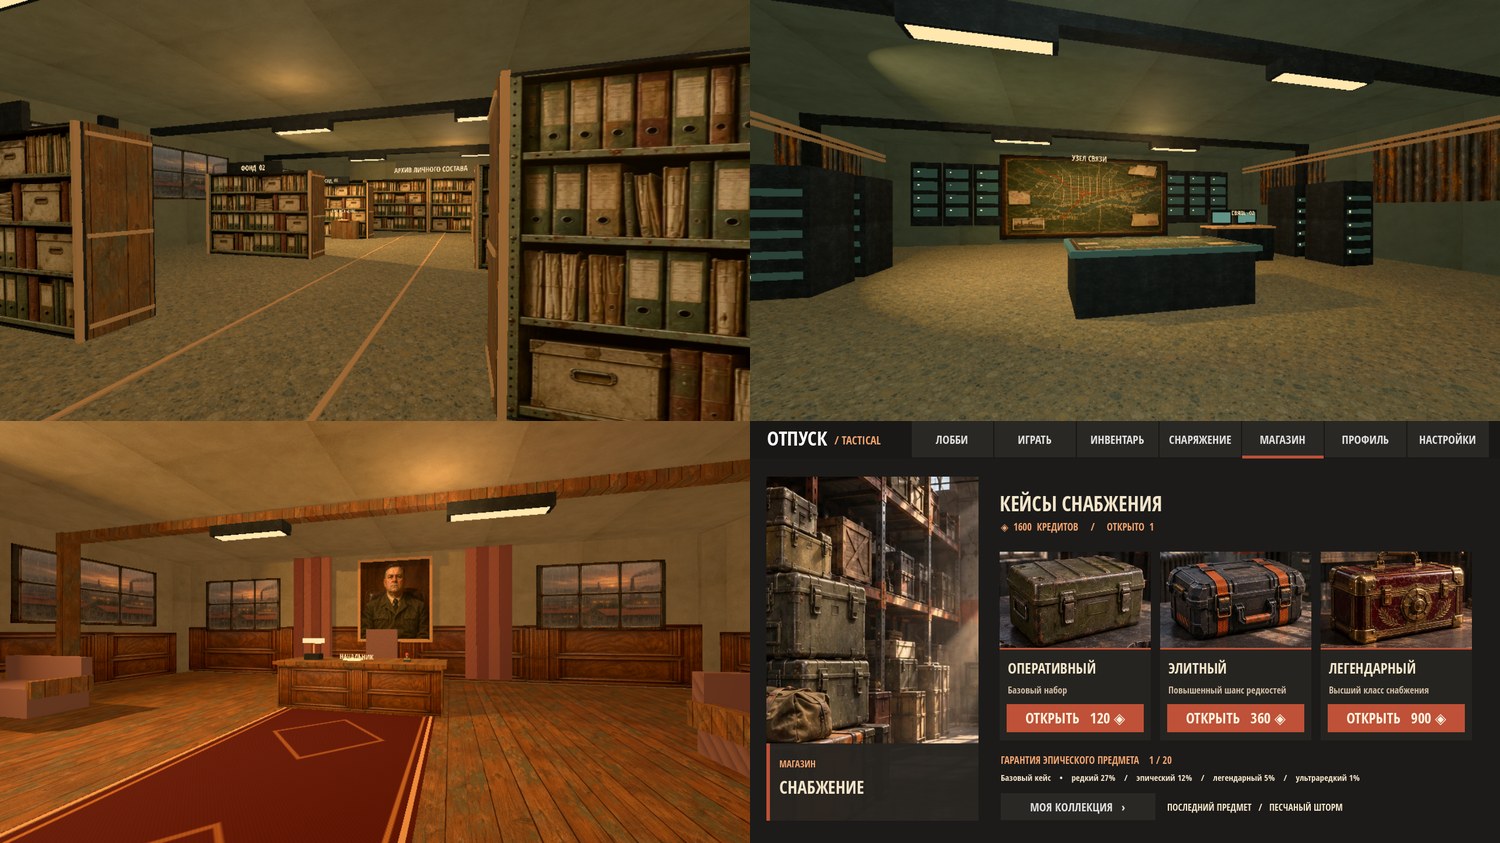 ФОНД 02
АРХИВ ЛИЧНОГО СОСТАВА
УЗЕЛ СВЯЗИ
СВЯЗЬ 02
НАЧАЛЬНИК
ОТПУСК / TACTICAL
ЛОББИ
ИГРАТЬ
ИНВЕНТАРЬ
СНАРЯЖЕНИЕ
МАГАЗИН
ПРОФИЛЬ
НАСТРОЙКИ
КЕЙСЫ СНАБЖЕНИЯ
◈ 1600 КРЕДИТОВ / ОТКРЫТО 1
ОПЕРАТИВНЫЙ
Базовый набор
ОТКРЫТЬ 120 ◈
ЭЛИТНЫЙ
Повышенный шанс редкостей
ОТКРЫТЬ 360 ◈
ЛЕГЕНДАРНЫЙ
Высший класс снабжения
ОТКРЫТЬ 900 ◈
МАГАЗИН
СНАБЖЕНИЕ
ГАРАНТИЯ ЭПИЧЕСКОГО ПРЕДМЕТА 1 / 20
Базовый кейс • редкий 27% / эпический 12% / легендарный 5% / ультраредкий 1%
МОЯ КОЛЛЕКЦИЯ ›
ПОСЛЕДНИЙ ПРЕДМЕТ / ПЕСЧАНЫЙ ШТОРМ